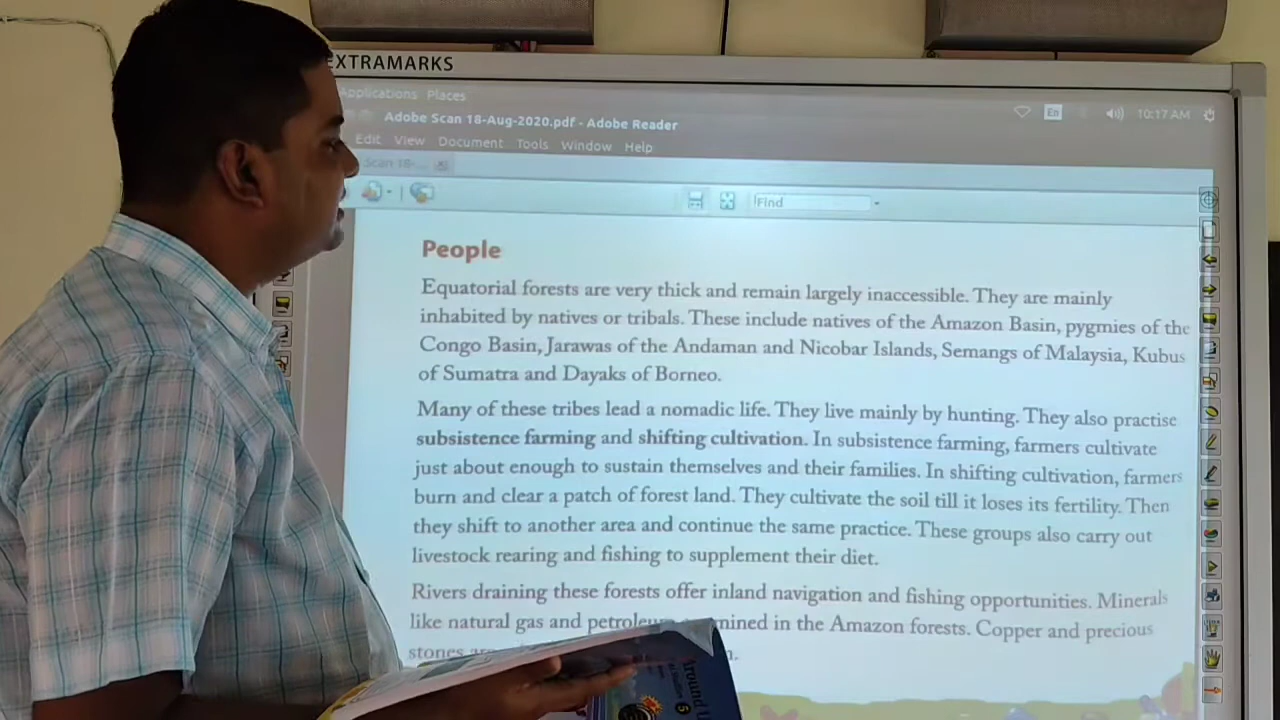 EXTRAMARKS
Applications Places
Adobe Scan 18-Aug-2020.pdf - Adobe Reader
En
10:17 AM
Edit View Document Tools Window Help
Scan 18-...
Find
People
Equatorial forests are very thick and remain largely inaccessible. They are mainly
inhabited by natives or tribals. These include natives of the Amazon Basin, pygmies of the
Congo Basin, Jarawas of the Andaman and Nicobar Islands, Semangs of Malaysia, Kubus
of Sumatra and Dayaks of Borneo.
Many of these tribes lead a nomadic life. They live mainly by hunting. They also practise
subsistence farming and shifting cultivation. In subsistence farming, farmers cultivate
just about enough to sustain themselves and their families. In shifting cultivation, farmers
burn and clear a patch of forest land. They cultivate the soil till it loses its fertility. Then
they shift to another area and continue the same practice. These groups also carry out
livestock rearing and fishing to supplement their diet.
Rivers draining these forests offer inland navigation and fishing opportunities. Minerals
like natural gas and mined in the Amazon forests. Copper and precious
stones
Around
5